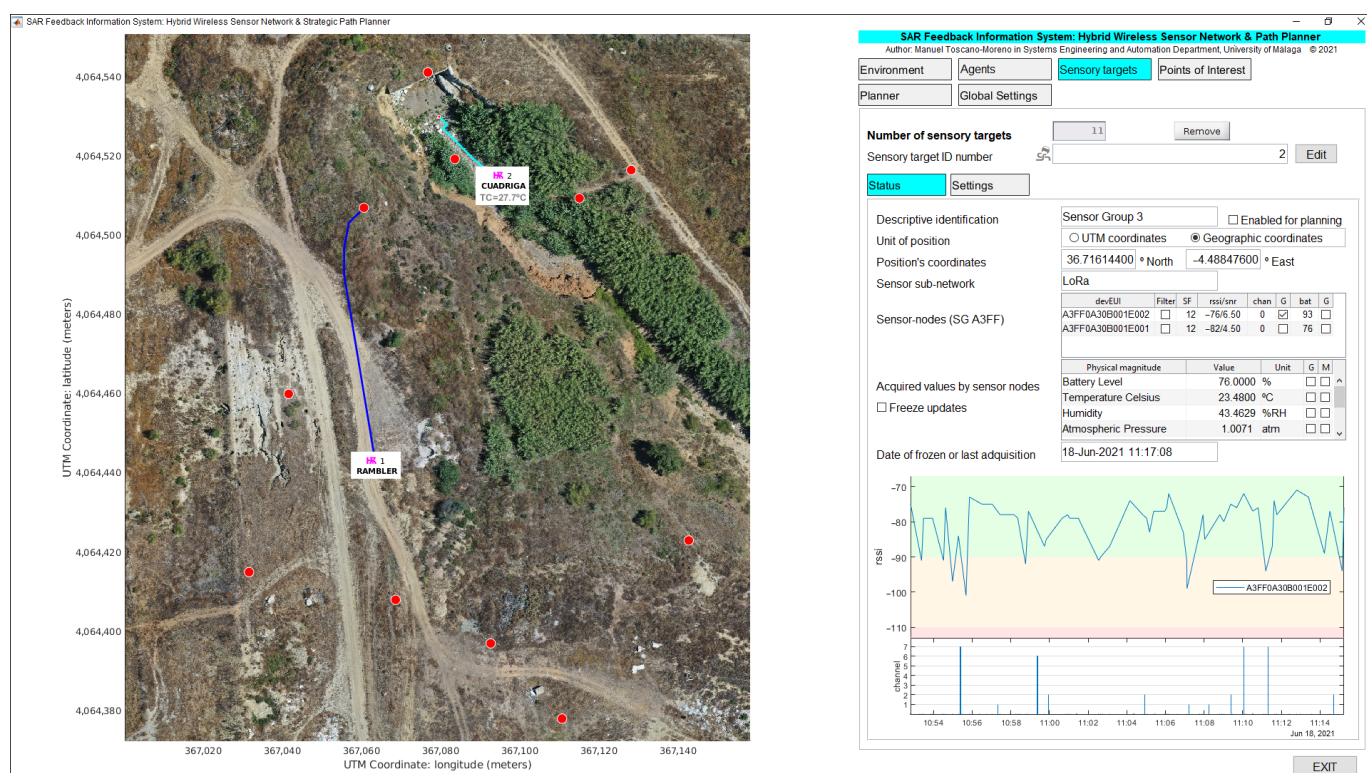 SAR Feedback Information System: Hybrid Wireless Sensor Network & Strategic Path Planner
4,064,540
4,064,520
4,064,500
4,064,480
4,064,460
4,064,440
4,064,420
4,064,400
4,064,380
UTM Coordinate: latitude (meters)
HR 2
CUADRIGA
TC=27.7ºC
HR 1
RAMBLER
367,020 367,040 367,060 367,080 367,100 367,120 367,140
UTM Coordinate: longitude (meters)
SAR Feedback Information System: Hybrid Wireless Sensor Network & Path Planner
Author: Manuel Toscano-Moreno in Systems Engineering and Automation Department, University of Málaga © 2021
Environment Agents Sensory targets Points of Interest
Planner Global Settings
Number of sensory targets 11 Remove
Sensory target ID number 2 Edit
Status Settings
Descriptive identification Sensor Group 3 Enabled for planning
Unit of position UTM coordinates Geographic coordinates
Position's coordinates 36.71614400 º North −4.48847600 º East
Sensor sub-network LoRa
Sensor-nodes (SG A3FF)
devEUI Filter SF rssi/snr chan G bat G
A3FF0A30B001E002 12 −76/6.50 0 93
A3FF0A30B001E001 12 −82/4.50 0 76
Acquired values by sensor nodes
Freeze updates
Physical magnitude Value Unit G M
Battery Level 76.0000 %
Temperature Celsius 23.4800 ºC
Humidity 43.4629 %RH
Atmospheric Pressure 1.0071 atm
Date of frozen or last adquisition 18-Jun-2021 11:17:08
−70
−80
−90
−100
−110
rssi
A3FF0A30B001E002
7
6
5
4
3
2
1
channel
10:54 10:56 10:58 11:00 11:02 11:04 11:06 11:08 11:10 11:12 11:14
Jun 18, 2021
EXIT